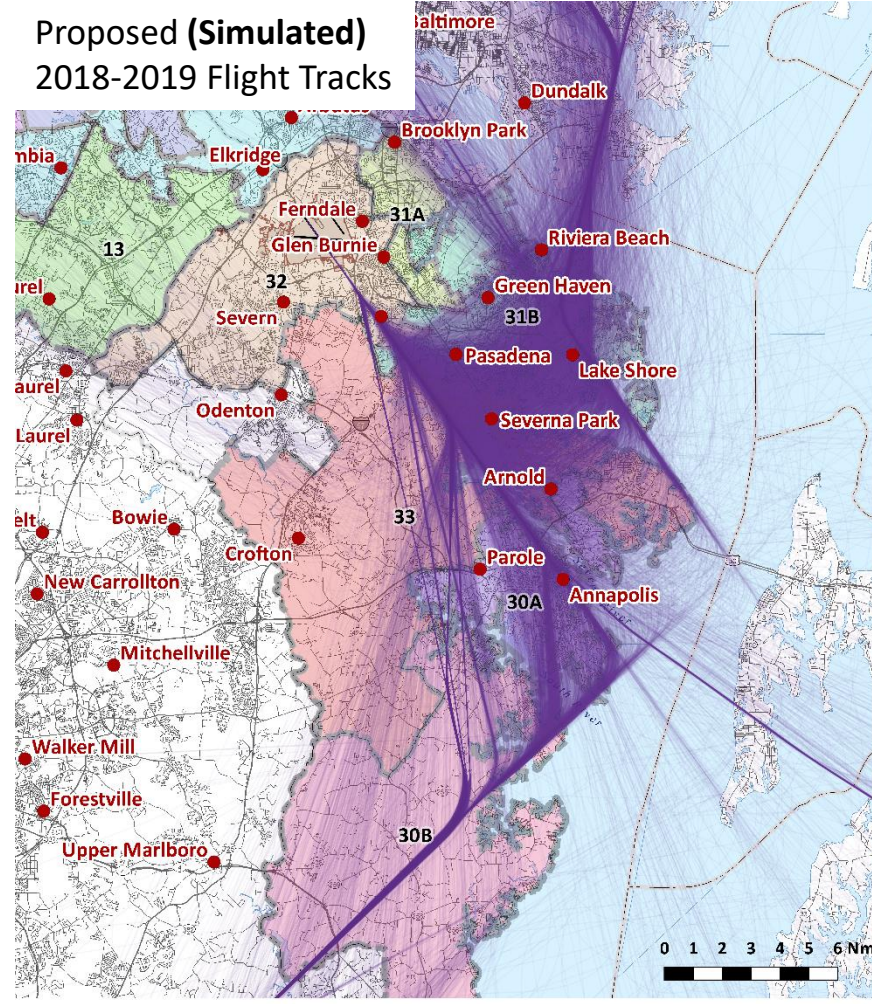 Proposed (Simulated)
2018-2019 Flight Tracks
Baltimore
Dundalk
Arbutus
Brooklyn Park
mbia
Elkridge
Ferndale
31A
13
Glen Burnie
Riviera Beach
32
Green Haven
urel
Severn
31B
Pasadena
Lake Shore
aurel
Odenton
Severna Park
Laurel
Arnold
33
Bowie
elt
Crofton
Parole
New Carrollton
30A
Annapolis
Mitchellville
Walker Mill
Forestville
30B
Upper Marlboro
0 1 2 3 4 5 6 Nm